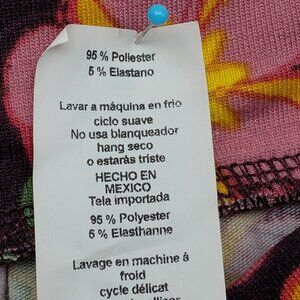 95 % Poliester
5 % Elastano
Lavar a máquina en frio
ciclo suave
No usa blanqueador
hang seco
o estarás triste
HECHO EN
MEXICO
Tela importada
95 % Polyester
5 % Elasthanne
Lavage en machine á
froid
cycle délicat